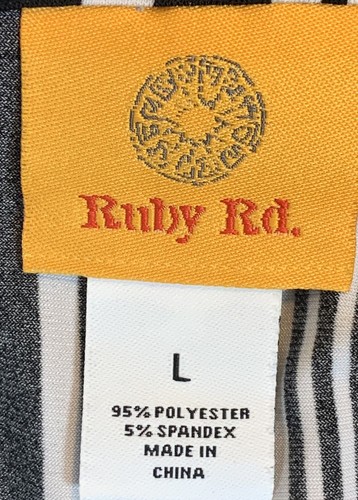 Ruby Rd.
L
95% POLYESTER
5% SPANDEX
MADE IN
CHINA